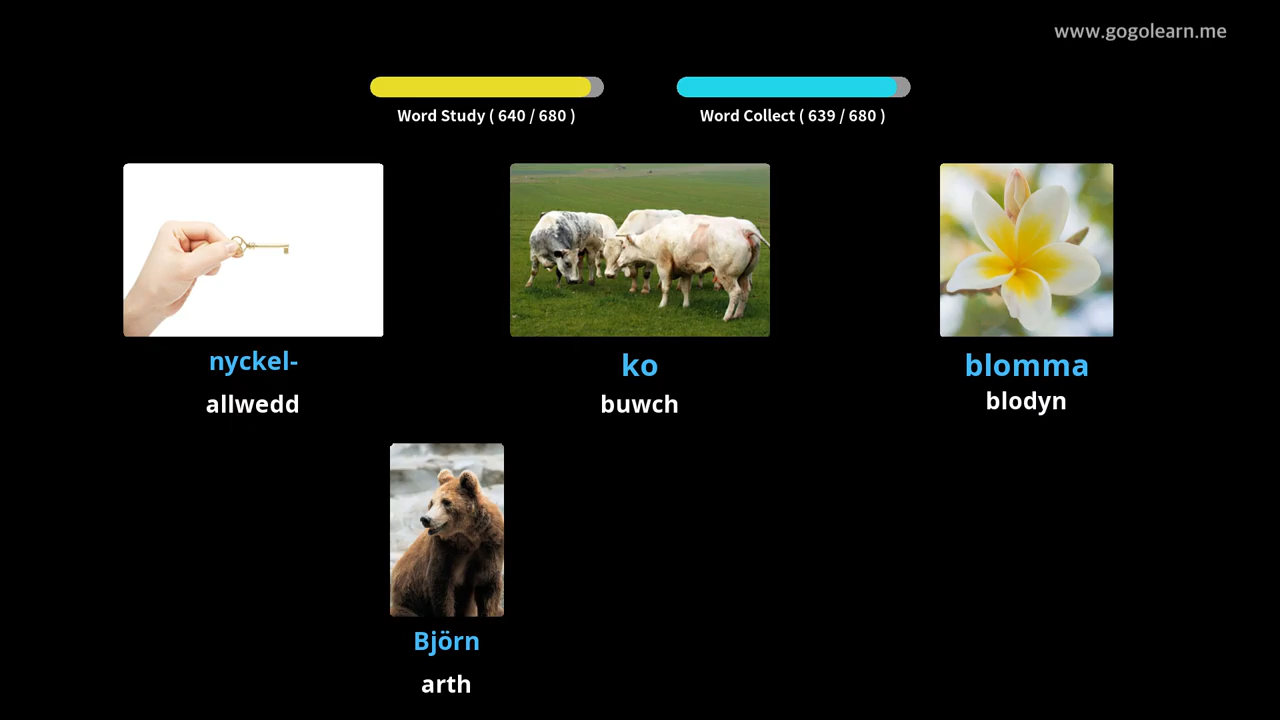 www.gogolearn.me
Word Study ( 640 / 680 )
Word Collect ( 639 / 680 )
nyckel-
allwedd
ko
buwch
blomma
blodyn
Björn
arth